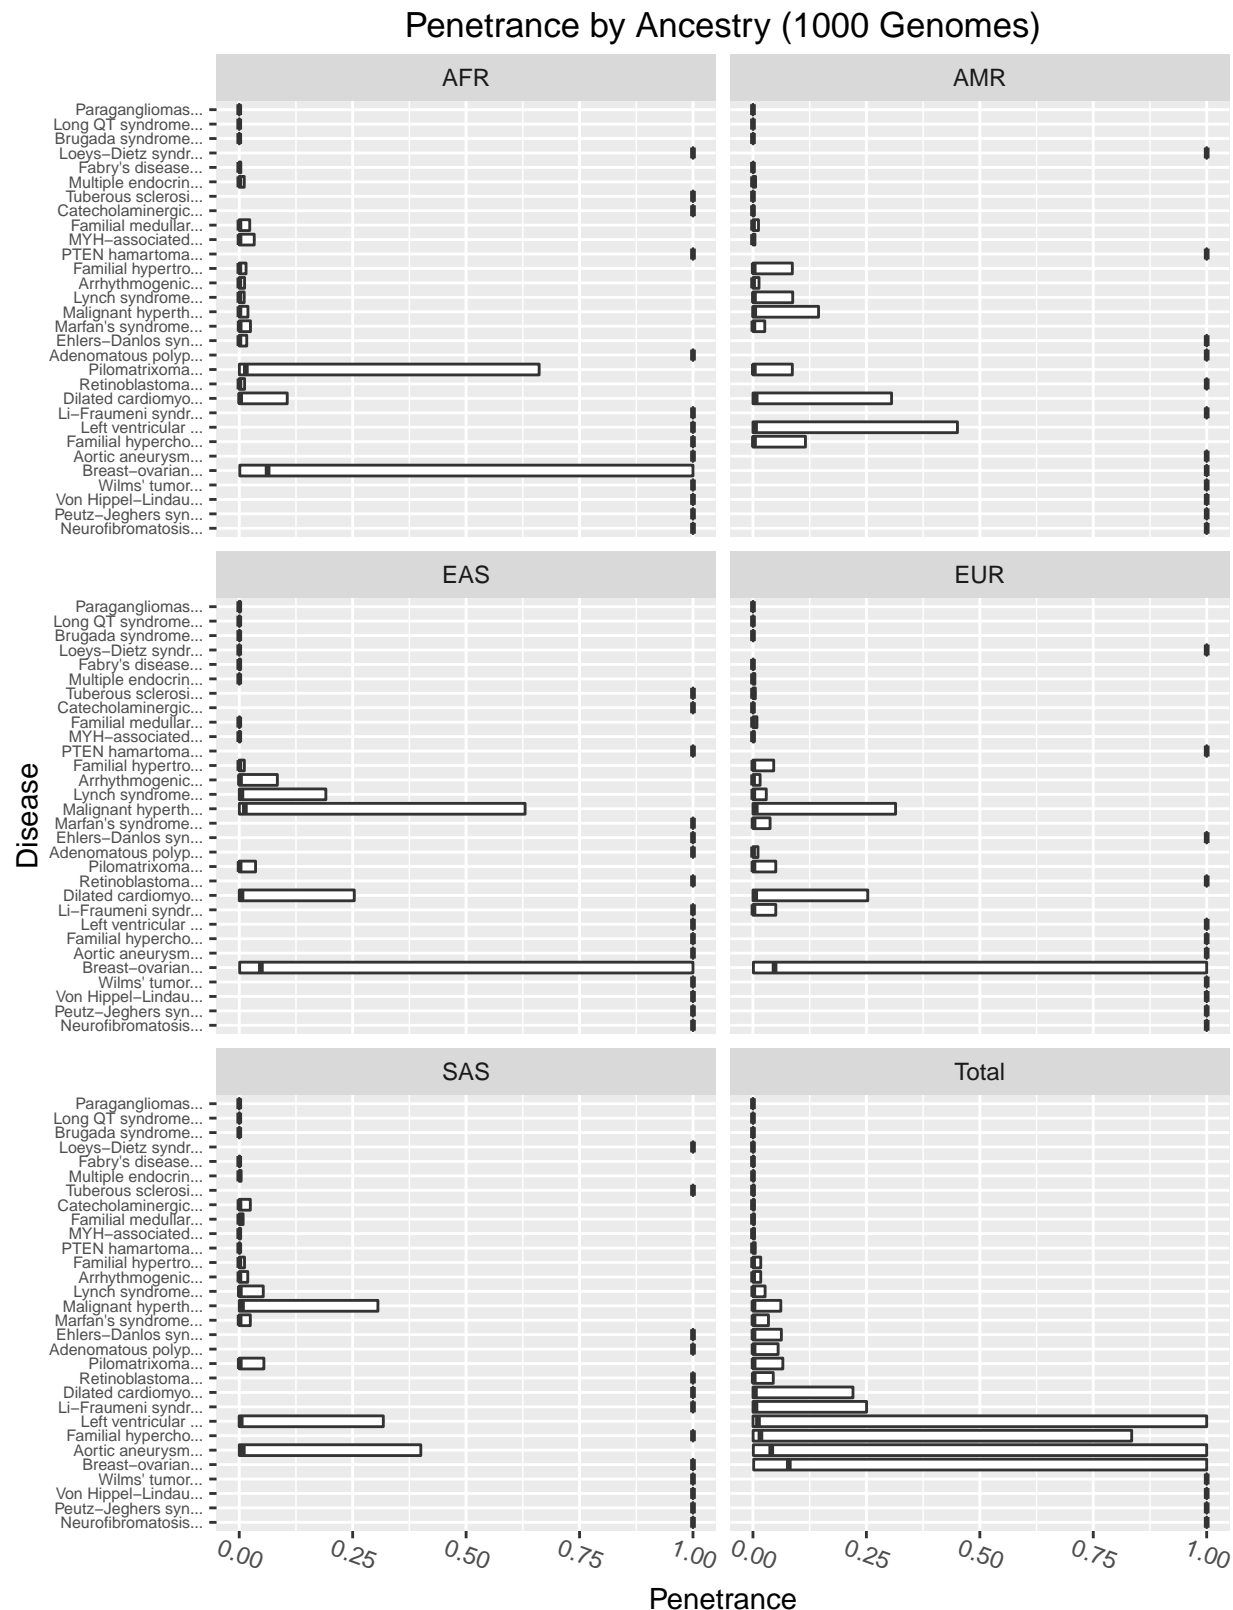 Penetrance by Ancestry (1000 Genomes)
AFR
AMR
Paragangliomas...
Long QT syndrome...
Brugada syndrome...
Loeys−Dietz syndr...
Fabry's disease...
Multiple endocrin...
Tuberous sclerosi...
Catecholaminergic...
Familial medullar...
MYH−associated...
PTEN hamartoma...
Familial hypertro...
Arrhythmogenic...
Lynch syndrome...
Malignant hyperth...
Marfan's syndrome...
Ehlers−Danlos syn...
Adenomatous polyp...
Pilomatrixoma...
Retinoblastoma...
Dilated cardiomyo...
Li−Fraumeni syndr...
Left ventricular ...
Familial hypercho...
Aortic aneurysm...
Breast−ovarian...
Wilms' tumor...
Von Hippel−Lindau...
Peutz−Jeghers syn...
Neurofibromatosis...
EAS
EUR
Paragangliomas...
Long QT syndrome...
Brugada syndrome...
Loeys−Dietz syndr...
Fabry's disease...
Multiple endocrin...
Tuberous sclerosi...
Catecholaminergic...
Familial medullar...
MYH−associated...
PTEN hamartoma...
Familial hypertro...
Arrhythmogenic...
Lynch syndrome...
Malignant hyperth...
Marfan's syndrome...
Ehlers−Danlos syn...
Adenomatous polyp...
Pilomatrixoma...
Retinoblastoma...
Dilated cardiomyo...
Li−Fraumeni syndr...
Left ventricular ...
Familial hypercho...
Aortic aneurysm...
Breast−ovarian...
Wilms' tumor...
Von Hippel−Lindau...
Peutz−Jeghers syn...
Neurofibromatosis...
Disease
SAS
Total
Paragangliomas...
Long QT syndrome...
Brugada syndrome...
Loeys−Dietz syndr...
Fabry's disease...
Multiple endocrin...
Tuberous sclerosi...
Catecholaminergic...
Familial medullar...
MYH−associated...
PTEN hamartoma...
Familial hypertro...
Arrhythmogenic...
Lynch syndrome...
Malignant hyperth...
Marfan's syndrome...
Ehlers−Danlos syn...
Adenomatous polyp...
Pilomatrixoma...
Retinoblastoma...
Dilated cardiomyo...
Li−Fraumeni syndr...
Left ventricular ...
Familial hypercho...
Aortic aneurysm...
Breast−ovarian...
Wilms' tumor...
Von Hippel−Lindau...
Peutz−Jeghers syn...
Neurofibromatosis...
0.00 0.25 0.50 0.75 1.00 0.00 0.25 0.50 0.75 1.00
Penetrance